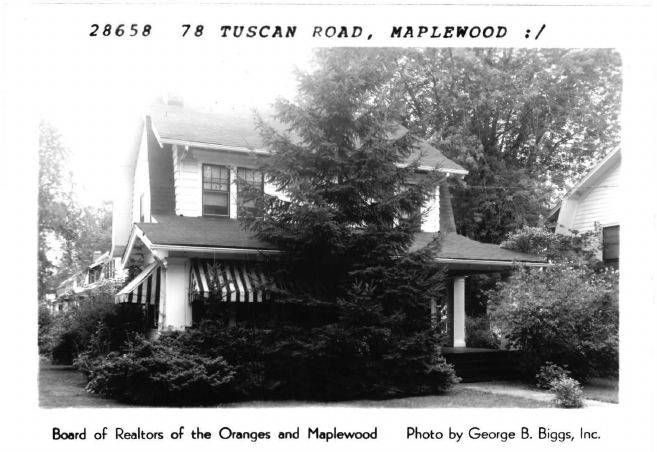 28658 78 TUSCAN ROAD, MAPLEWOOD :/
Board of Realtors of the Oranges and Maplewood Photo by George B. Biggs, Inc.